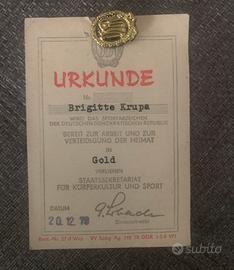 URKUNDE
Nr.
Brigitte Krupa
WIRD DAS SPORTABZEICHEN
DER DEUTSCHEN DEMOKRATISCHEN REPUBLIK
BEREIT ZUR ARBEIT UND ZUR
VERTEIDIGUNG DER HEIMAT
IN
Gold
VERLIEHEN
STAATSSEKRETARIAT
FÜR KÖRPERKULTUR UND SPORT
DATUM
20.12.78
subito